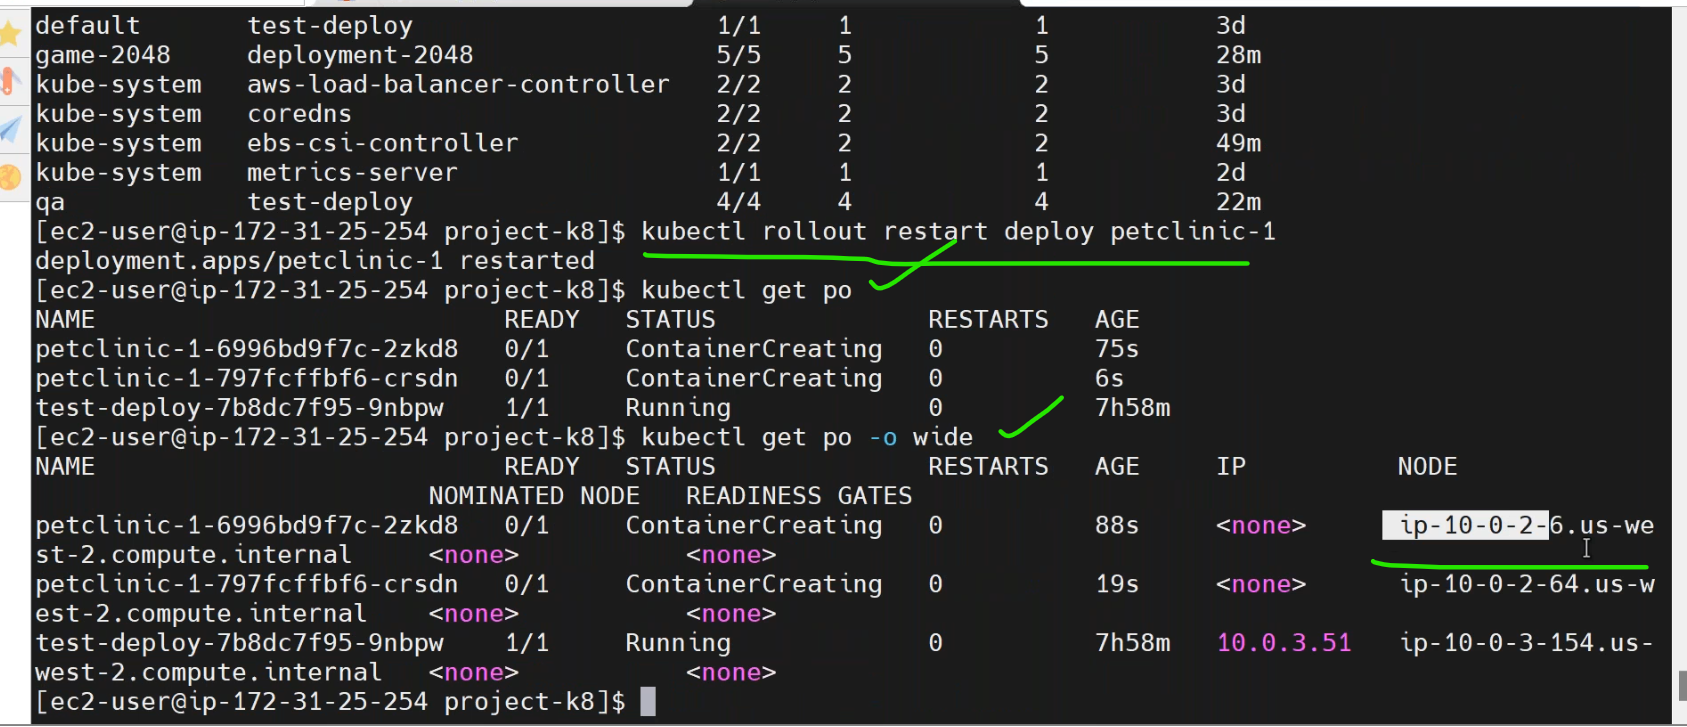 default       test-deploy                    1/1     1            1           3d
game-2048     deployment-2048                5/5     5            5           28m
kube-system   aws-load-balancer-controller   2/2     2            2           3d
kube-system   coredns                        2/2     2            2           3d
kube-system   ebs-csi-controller             2/2     2            2           49m
kube-system   metrics-server                 1/1     1            1           2d
qa            test-deploy                    4/4     4            4           22m
[ec2-user@ip-172-31-25-254 project-k8]$ kubectl rollout restart deploy petclinic-1
deployment.apps/petclinic-1 restarted
[ec2-user@ip-172-31-25-254 project-k8]$ kubectl get po
NAME                           READY   STATUS              RESTARTS   AGE
petclinic-1-6996bd9f7c-2zkd8   0/1     ContainerCreating   0          75s
petclinic-1-797fcffbf6-crsdn   0/1     ContainerCreating   0          6s
test-deploy-7b8dc7f95-9nbpw    1/1     Running             0          7h58m
[ec2-user@ip-172-31-25-254 project-k8]$ kubectl get po -o wide
NAME                           READY   STATUS              RESTARTS   AGE     IP          NODE
                          NOMINATED NODE   READINESS GATES
petclinic-1-6996bd9f7c-2zkd8   0/1     ContainerCreating   0          88s     <none>      ip-10-0-2-6.us-we
st-2.compute.internal     <none>           <none>
petclinic-1-797fcffbf6-crsdn   0/1     ContainerCreating   0          19s     <none>      ip-10-0-2-64.us-w
est-2.compute.internal    <none>           <none>
test-deploy-7b8dc7f95-9nbpw    1/1     Running             0          7h58m   10.0.3.51   ip-10-0-3-154.us-
west-2.compute.internal   <none>           <none>
[ec2-user@ip-172-31-25-254 project-k8]$